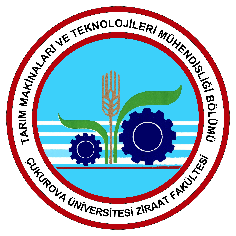 TARIM MAKİNALARI VE TEKNOLOJİLERİ MÜHENDİSLİĞİ BÖLÜMÜ
ÇUKUROVA ÜNİVERSİTESİ ZİRAAT FAKÜLTESİ